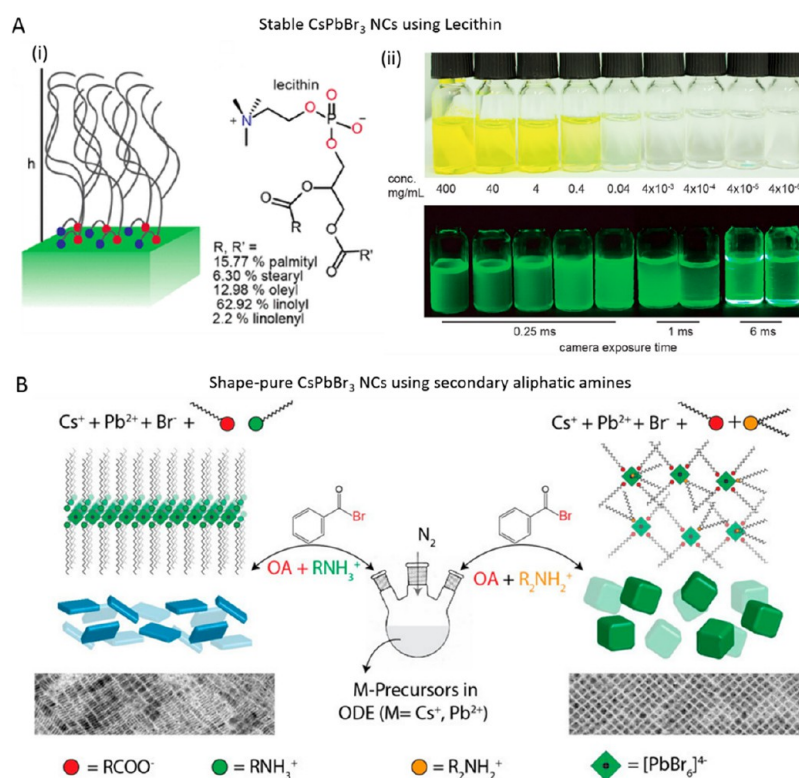 A
Stable CsPbBr₃ NCs using Lecithin
(i)
h
lecithin
N
+
O
O
P
O
O⁻
O
O
O
O
R
R'
O
R, R' =
15.77 % palmityl
6.30 % stearyl
12.98 % oleyl
62.92 % linolyl
2.2 % linolenyl
(ii)
conc.
mg/mL
400 40 4 0.4 0.04 4x10⁻³ 4x10⁻⁴ 4x10⁻⁵
0.25 ms 1 ms 6 ms
camera exposure time
B
Shape-pure CsPbBr₃ NCs using secondary aliphatic amines
Cs⁺ + Pb²⁺ + Br⁻ +
Cs⁺ + Pb²⁺ + Br⁻ + +
O
Br
N₂
O
Br
OA + RNH₃⁺
OA + R₂NH₂⁺
M-Precursors in
ODE (M= Cs⁺, Pb²⁺)
= RCOO⁻ = RNH₃⁺ = R₂NH₂⁺ = [PbBr₆]⁴⁻